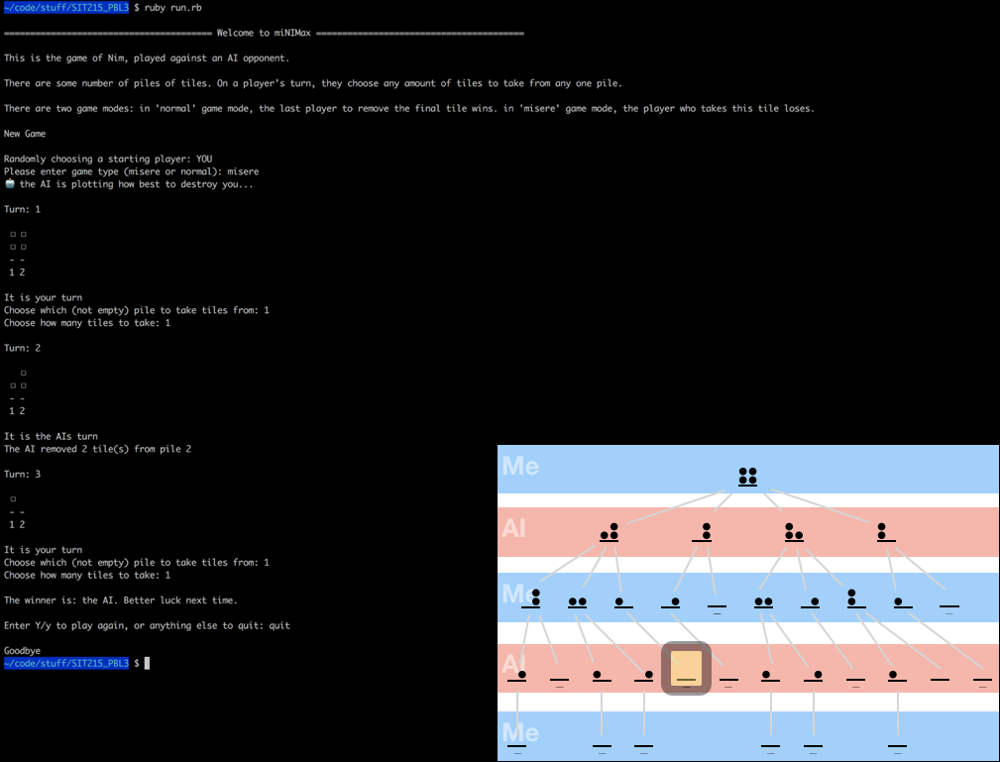 ~/code/stuff/SIT215_PBL3 $ ruby run.rb
======================================== Welcome to miNIMax ========================================
This is the game of Nim, played against an AI opponent.
There are some number of piles of tiles. On a player's turn, they choose any amount of tiles to take from any one pile.
There are two game modes: in 'normal' game mode, the last player to remove the final tile wins. in 'misere' game mode, the player who takes this tile loses.
New Game
Randomly choosing a starting player: YOU
Please enter game type (misere or normal): misere
the AI is plotting how best to destroy you...
Turn: 1
- -
1 2
It is your turn
Choose which (not empty) pile to take tiles from: 1
Choose how many tiles to take: 1
Turn: 2
- -
1 2
It is the AIs turn
The AI removed 2 tile(s) from pile 2
Turn: 3
- -
1 2
It is your turn
Choose which (not empty) pile to take tiles from: 1
Choose how many tiles to take: 1
The winner is: the AI. Better luck next time.
Enter Y/y to play again, or anything else to quit: quit
Goodbye
~/code/stuff/SIT215_PBL3 $
Me
AI
Me
AI
Me